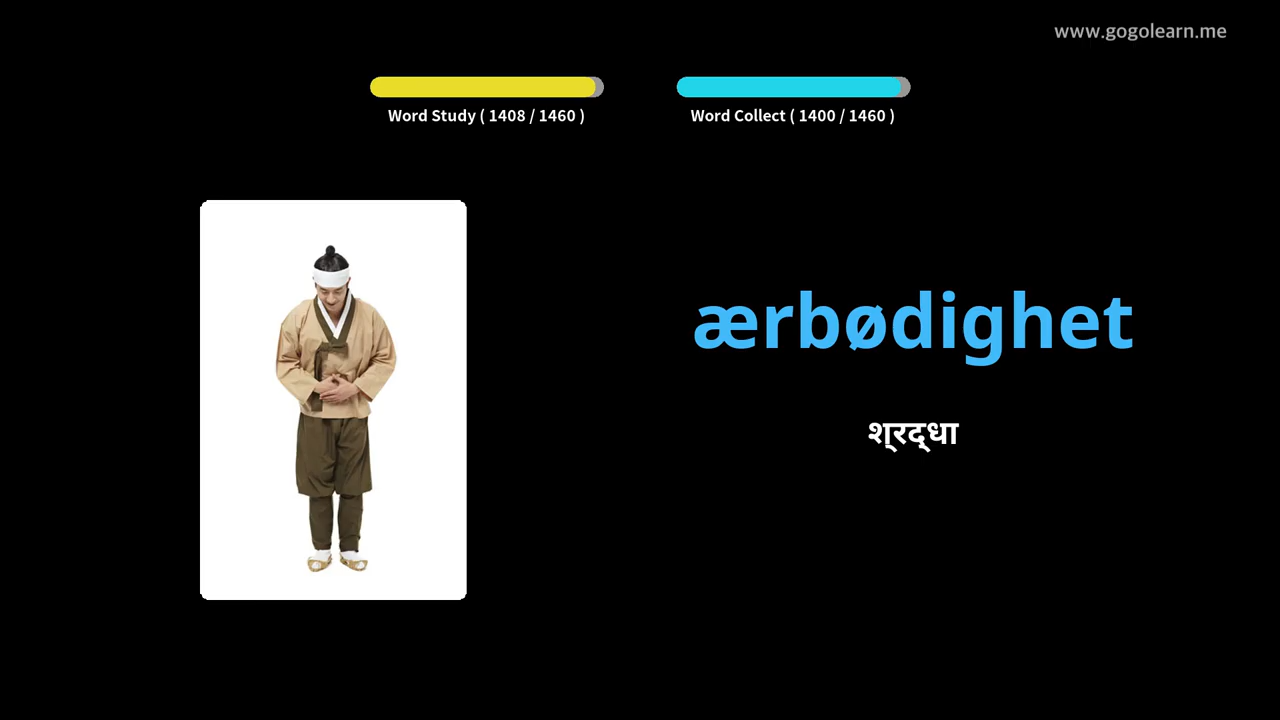 www.gogolearn.me
Word Study ( 1408 / 1460 )
Word Collect ( 1400 / 1460 )
ærbødighet
श्रद्धा